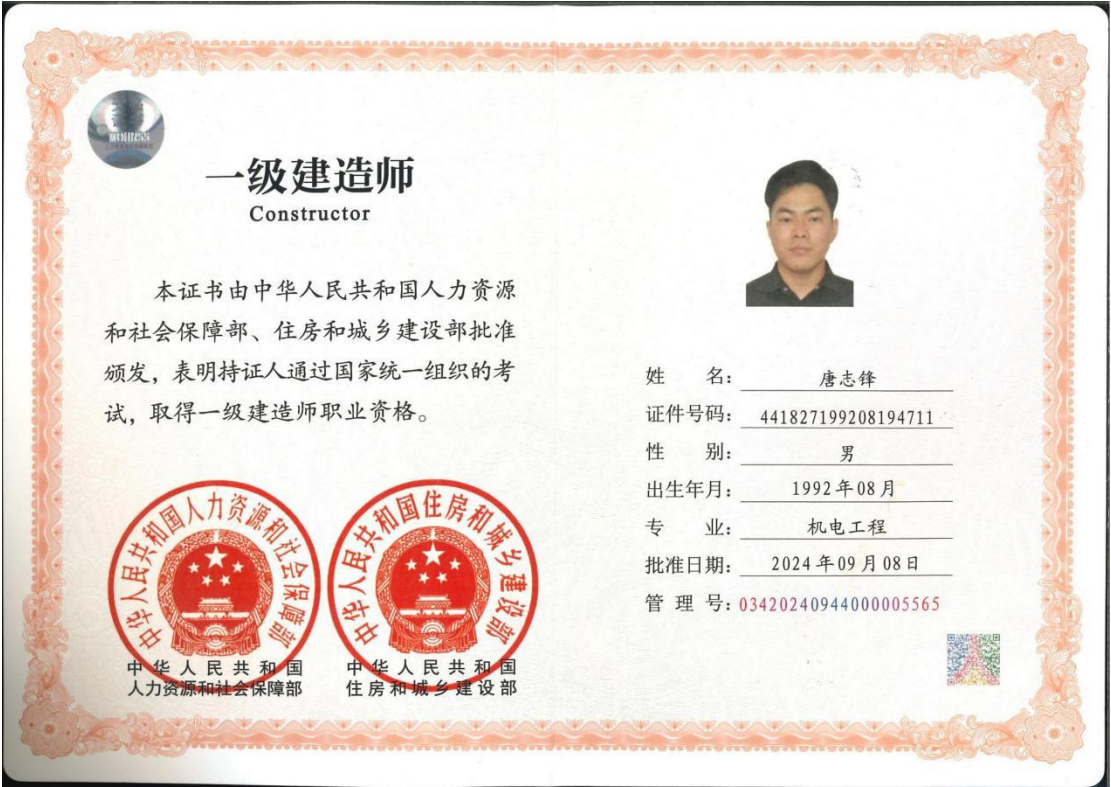 一级建造师
Constructor
本证书由中华人民共和国人力资源
和社会保障部、住房和城乡建设部批准
颁发，表明持证人通过国家统一组织的考
试，取得一级建造师职业资格。
中华人民共和国人力资源和社会保障部
中华人民共和国
人力资源和社会保障部
中华人民共和国住房和城乡建设部
中华人民共和国
住房和城乡建设部
姓 名：唐志锋
证件号码：441827199208194711
性 别：男
出生年月：1992年08月
专 业：机电工程
批准日期：2024年09月08日
管 理 号：03420240944000005565